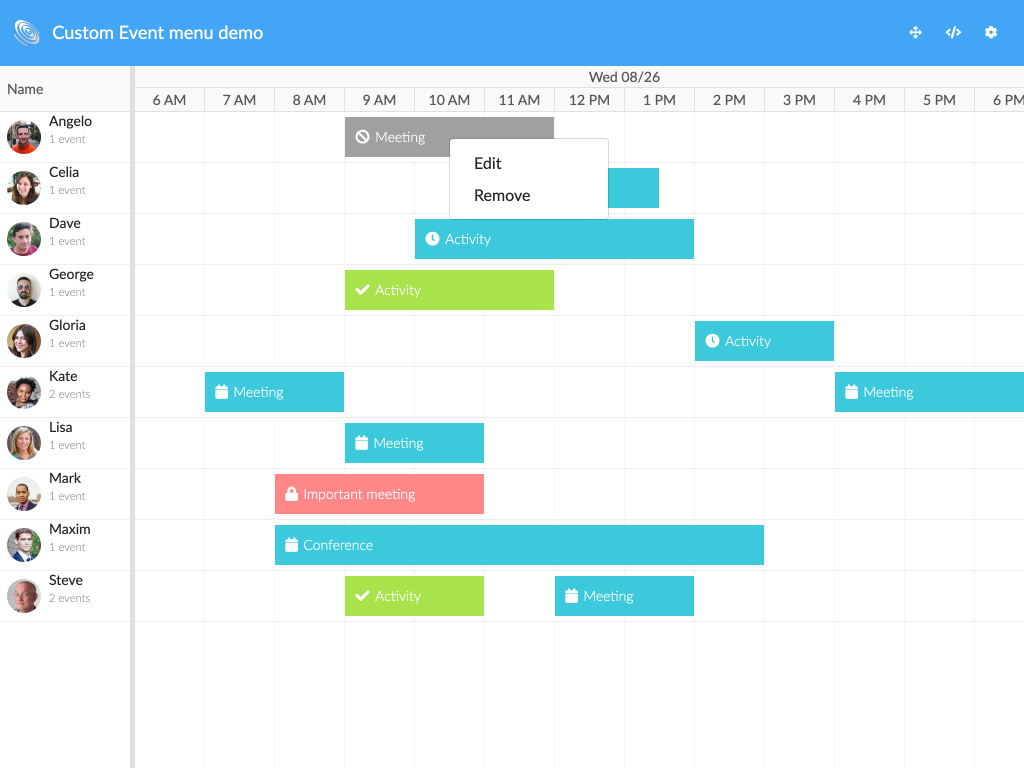 Custom Event menu demo
Name
Wed 08/26
6 AM 7 AM 8 AM 9 AM 10 AM 11 AM 12 PM 1 PM 2 PM 3 PM 4 PM 5 PM 6 PM
Angelo
1 event
Meeting
Edit
Remove
Celia
1 event
Dave
1 event
Activity
George
1 event
Activity
Gloria
1 event
Activity
Kate
2 events
Meeting
Meeting
Lisa
1 event
Meeting
Mark
1 event
Important meeting
Maxim
1 event
Conference
Steve
2 events
Activity
Meeting